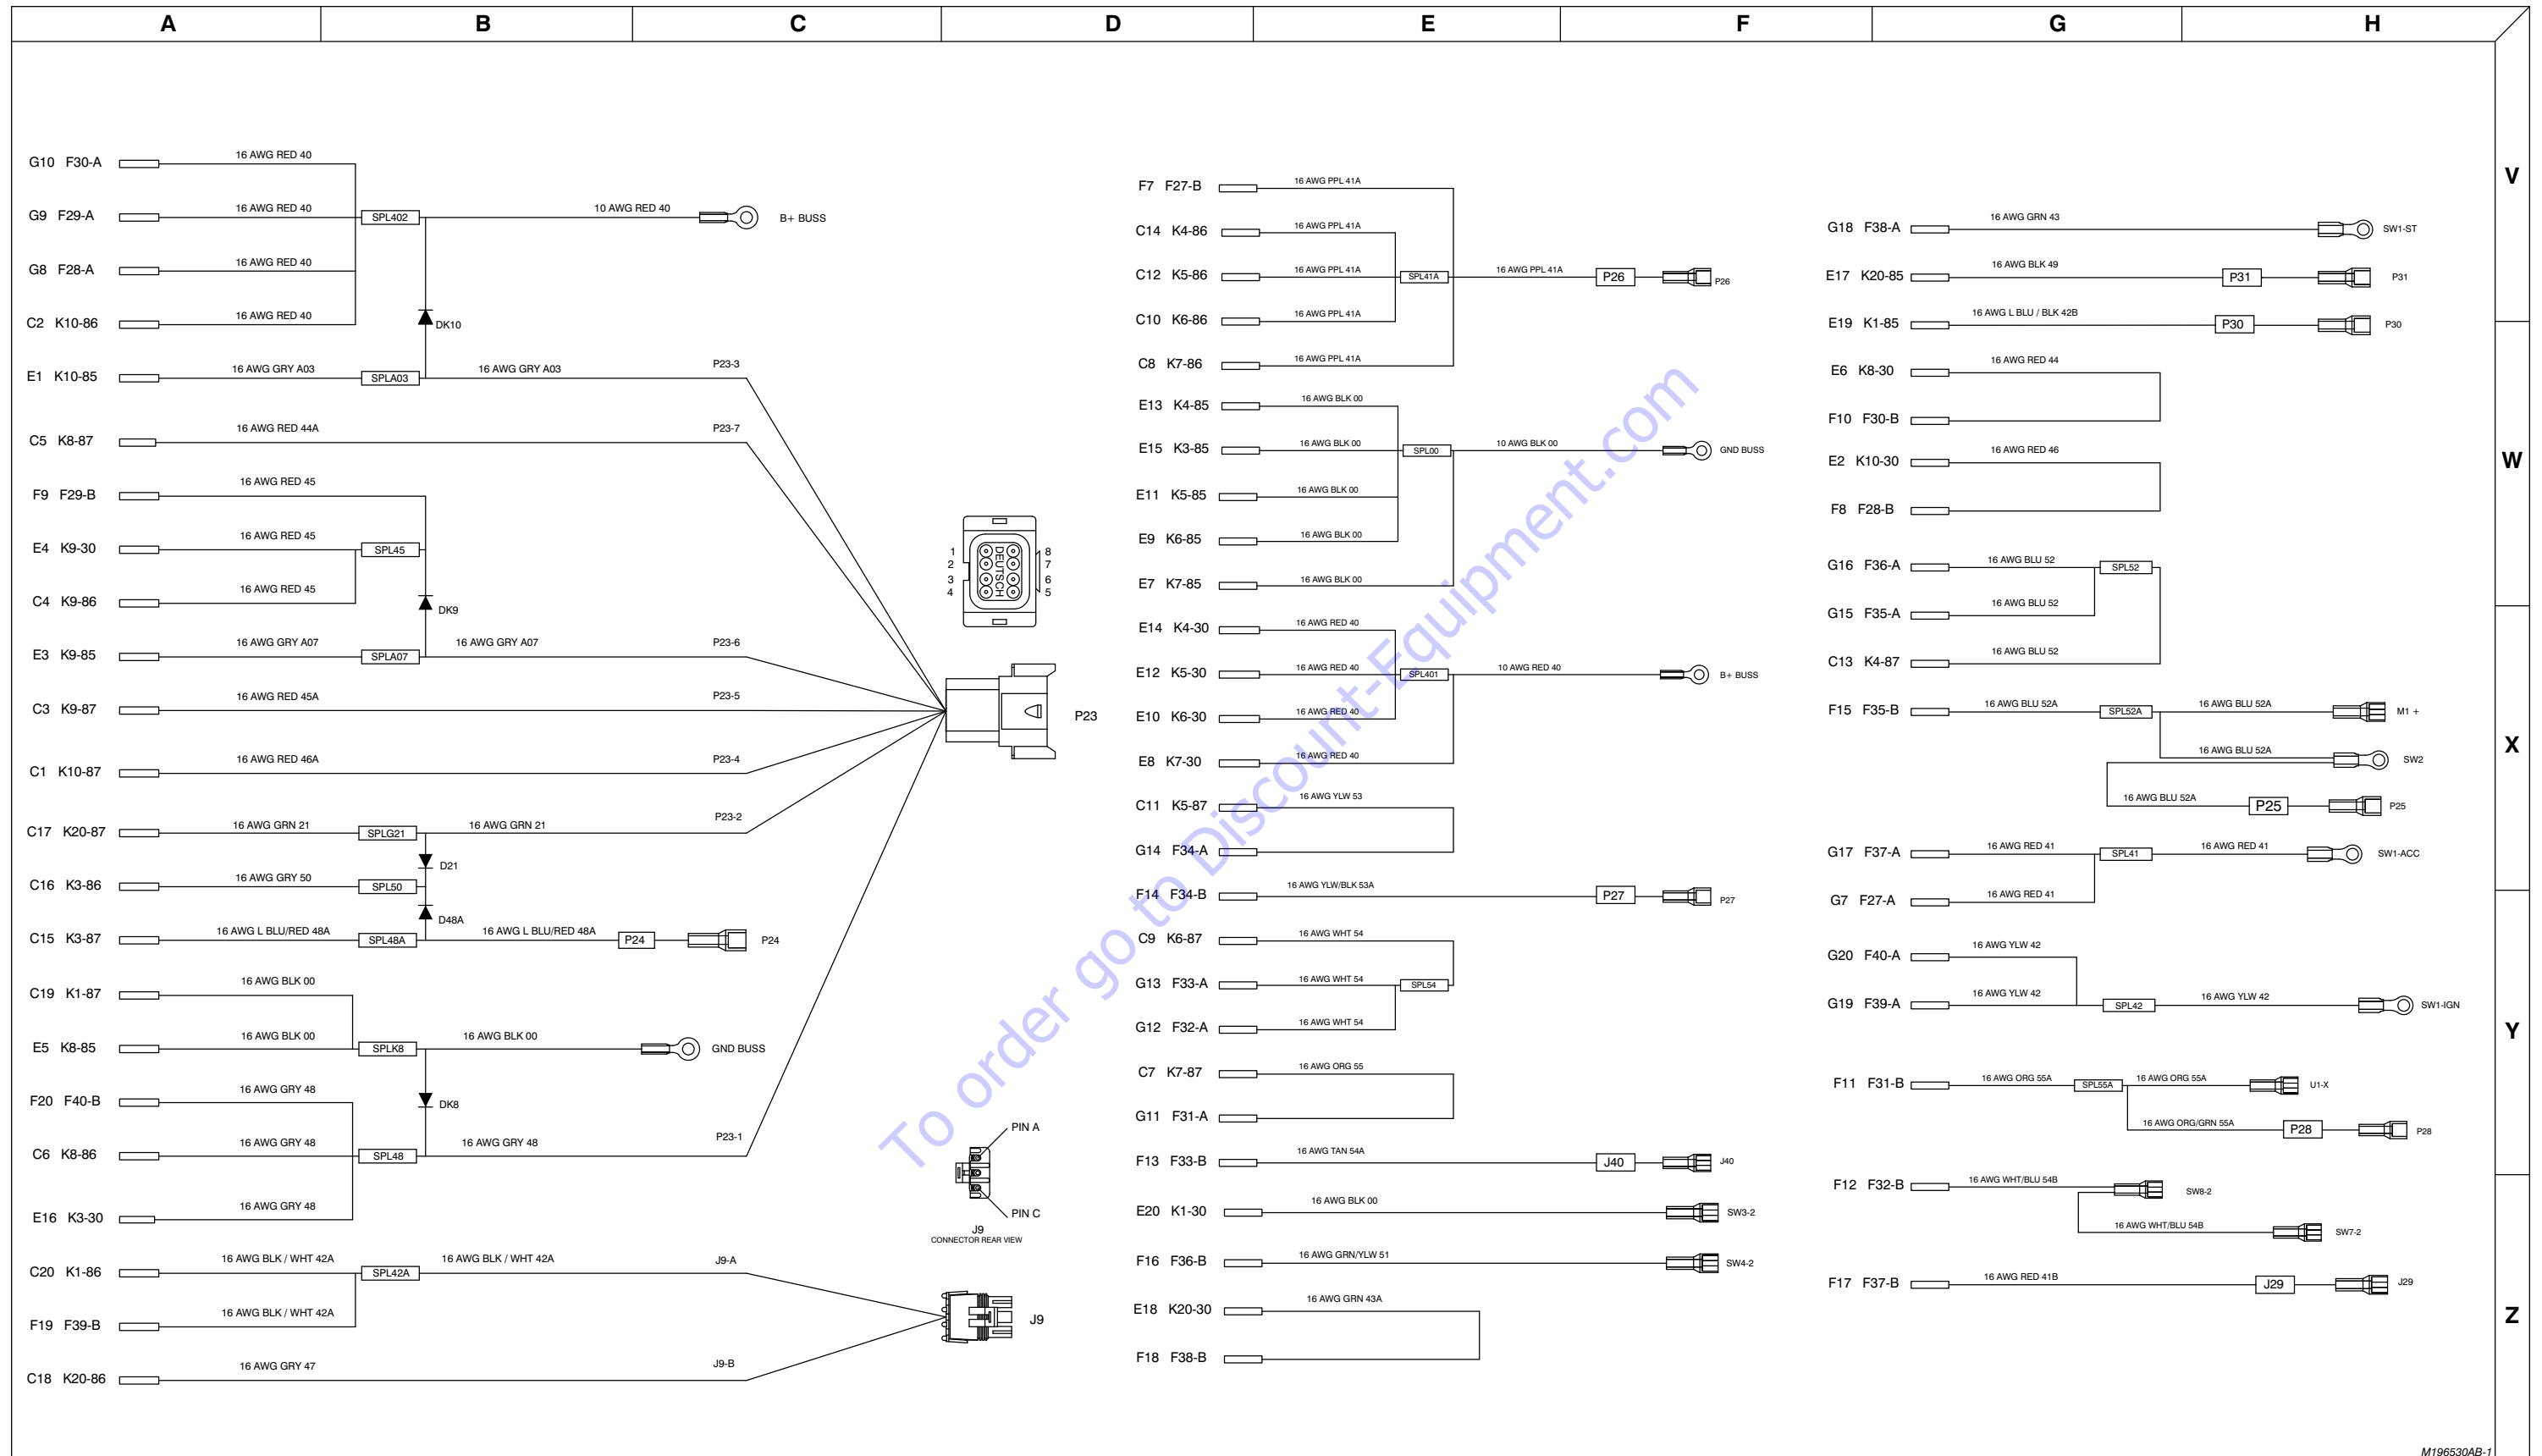 A B C D E F G H
V
W
X
Y
Z
G10 F30-A 16 AWG RED 40
G9 F29-A 16 AWG RED 40 SPL402 10 AWG RED 40 B+ BUSS
G8 F28-A 16 AWG RED 40
C2 K10-86 16 AWG RED 40
DK10
E1 K10-85 16 AWG GRY A03 SPLA03 16 AWG GRY A03 P23-3
C5 K8-87 16 AWG RED 44A P23-7
F9 F29-B 16 AWG RED 45
E4 K9-30 16 AWG RED 45 SPL45
C4 K9-86 16 AWG RED 45
DK9
E3 K9-85 16 AWG GRY A07 SPLA07 16 AWG GRY A07 P23-6
C3 K9-87 16 AWG RED 45A P23-5
C1 K10-87 16 AWG RED 46A P23-4
C17 K20-87 16 AWG GRN 21 SPLG21 16 AWG GRN 21 P23-2
D21
C16 K3-86 16 AWG GRY 50 SPL50
D48A
C15 K3-87 16 AWG L BLU/RED 48A SPL48A 16 AWG L BLU/RED 48A P24 P24
C19 K1-87 16 AWG BLK 00
E5 K8-85 16 AWG BLK 00 SPLK8 16 AWG BLK 00 GND BUSS
F20 F40-B 16 AWG GRY 48
DK8
C6 K8-86 16 AWG GRY 48 SPL48 16 AWG GRY 48 P23-1
E16 K3-30 16 AWG GRY 48
C20 K1-86 16 AWG BLK / WHT 42A SPL42A 16 AWG BLK / WHT 42A J9-A
F19 F39-B 16 AWG BLK / WHT 42A
C18 K20-86 16 AWG GRY 47 J9-B
1 8
2 7
3 6
4 5
DEUTSCH
P23
PIN A
PIN C
J9
CONNECTOR REAR VIEW
J9
F7 F27-B 16 AWG PPL 41A
C14 K4-86 16 AWG PPL 41A
C12 K5-86 16 AWG PPL 41A SPL41A 16 AWG PPL 41A P26 P26
C10 K6-86 16 AWG PPL 41A
C8 K7-86 16 AWG PPL 41A
E13 K4-85 16 AWG BLK 00
E15 K3-85 16 AWG BLK 00 SPL00 10 AWG BLK 00 GND BUSS
E11 K5-85 16 AWG BLK 00
E9 K6-85 16 AWG BLK 00
E7 K7-85 16 AWG BLK 00
E14 K4-30 16 AWG RED 40
E12 K5-30 16 AWG RED 40 SPL401 10 AWG RED 40 B+ BUSS
E10 K6-30 16 AWG RED 40
E8 K7-30 16 AWG RED 40
C11 K5-87 16 AWG YLW 53
G14 F34-A
F14 F34-B 16 AWG YLW/BLK 53A P27 P27
C9 K6-87 16 AWG WHT 54
G13 F33-A 16 AWG WHT 54 SPL54
G12 F32-A 16 AWG WHT 54
C7 K7-87 16 AWG ORG 55
G11 F31-A
F13 F33-B 16 AWG TAN 54A J40 J40
E20 K1-30 16 AWG BLK 00 SW3-2
F16 F36-B 16 AWG GRN/YLW 51 SW4-2
E18 K20-30 16 AWG GRN 43A
F18 F38-B
G18 F38-A 16 AWG GRN 43 SW1-ST
E17 K20-85 16 AWG BLK 49 P31 P31
E19 K1-85 16 AWG L BLU / BLK 42B P30 P30
E6 K8-30 16 AWG RED 44
F10 F30-B
E2 K10-30 16 AWG RED 46
F8 F28-B
G16 F36-A 16 AWG BLU 52 SPL52
G15 F35-A 16 AWG BLU 52
C13 K4-87 16 AWG BLU 52
F15 F35-B 16 AWG BLU 52A SPL52A 16 AWG BLU 52A M1 +
16 AWG BLU 52A SW2
16 AWG BLU 52A P25 P25
G17 F37-A 16 AWG RED 41 SPL41 16 AWG RED 41 SW1-ACC
G7 F27-A 16 AWG RED 41
G20 F40-A 16 AWG YLW 42
G19 F39-A 16 AWG YLW 42 SPL42 16 AWG YLW 42 SW1-IGN
F11 F31-B 16 AWG ORG 55A SPL55A 16 AWG ORG 55A U1-X
16 AWG ORG/GRN 55A P28 P28
F12 F32-B 16 AWG WHT/BLU 54B SW8-2
16 AWG WHT/BLU 54B SW7-2
F17 F37-B 16 AWG RED 41B J29 J29
To order go to Discount-Equipment.com
M196530AB-1